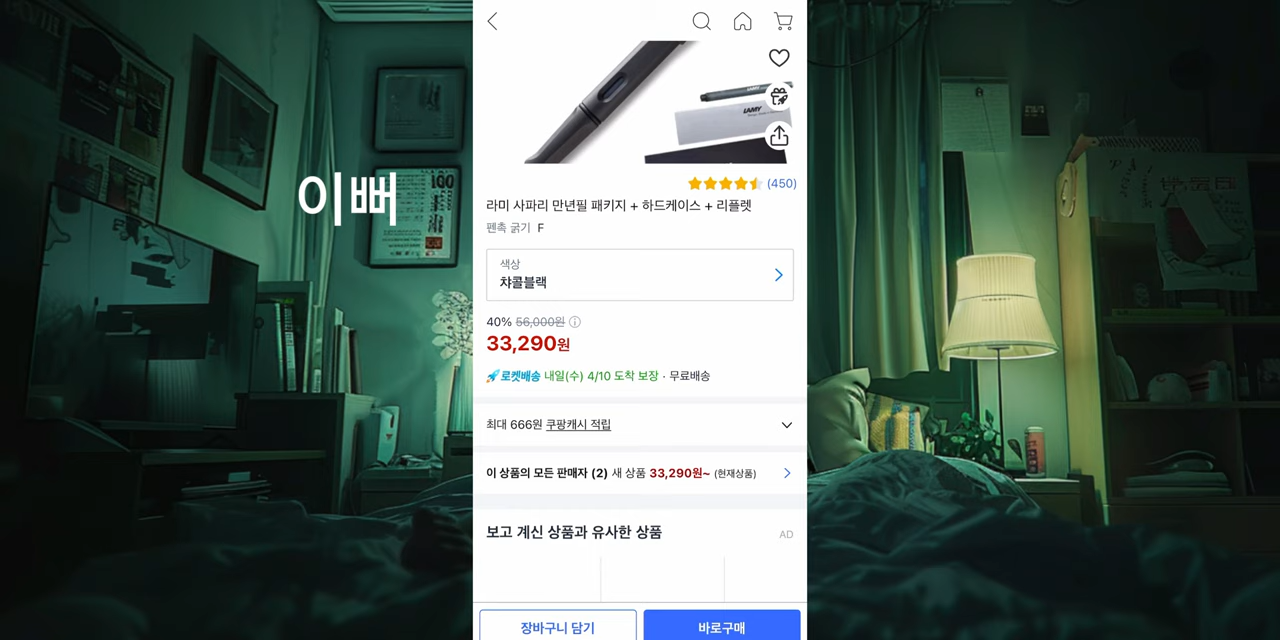 이뻐
LAMY
(450)
라미 사파리 만년필 패키지 + 하드케이스 + 리플렛
펜촉 굵기 F
색상
챠콜블랙
40% 56,000원
33,290원
로켓배송 내일(수) 4/10 도착 보장 · 무료배송
최대 666원 쿠팡캐시 적립
이 상품의 모든 판매자 (2) 새 상품 33,290원~ (현재상품)
보고 계신 상품과 유사한 상품
AD
장바구니 담기
바로구매
100